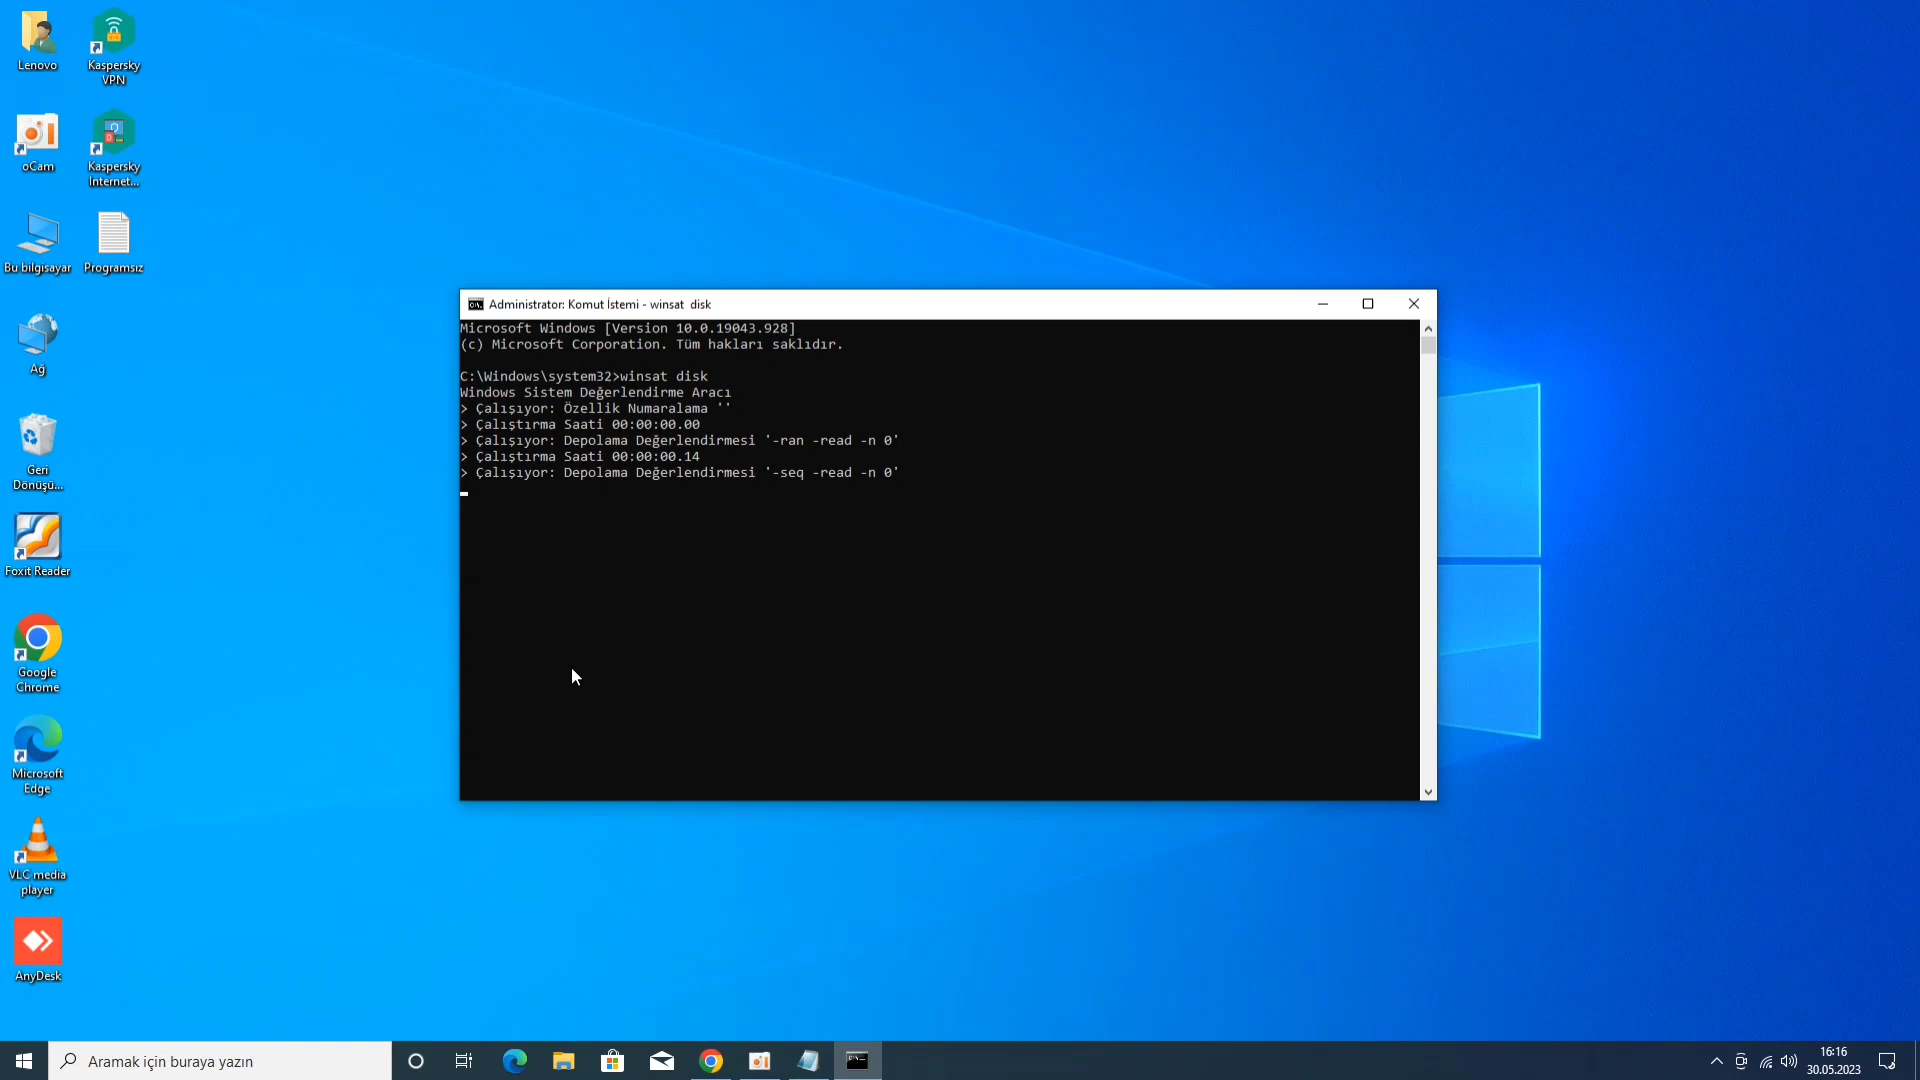 Lenovo
Kaspersky
VPN
oCam
Kaspersky
Internet...
Bu bilgisayar
Programsız
Ağ
Geri
Dönüşü...
Foxit Reader
Google
Chrome
Microsoft
Edge
VLC media
player
AnyDesk
Administrator: Komut İstemi - winsat  disk
Microsoft Windows [Version 10.0.19043.928]
(c) Microsoft Corporation. Tüm hakları saklıdır.
C:\Windows\system32>winsat disk
Windows Sistem Değerlendirme Aracı
> Çalışıyor: Özellik Numaralama ''
> Çalıştırma Saati 00:00:00.00
> Çalışıyor: Depolama Değerlendirmesi '-ran -read -n 0'
> Çalıştırma Saati 00:00:00.14
> Çalışıyor: Depolama Değerlendirmesi '-seq -read -n 0'
Aramak için buraya yazın
16:16
30.05.2023